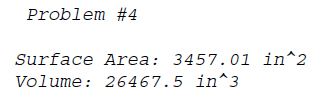 Problem #4
Surface Area: 3457.01 in^2
Volume: 26467.5 in^3